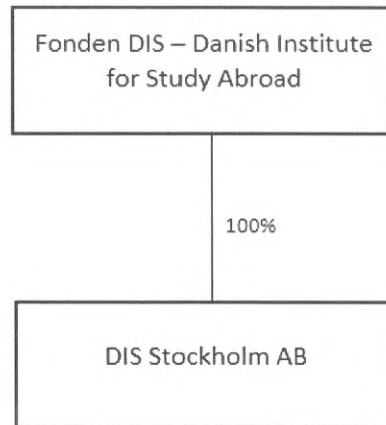 Fonden DIS – Danish Institute
for Study Abroad
100%
DIS Stockholm AB